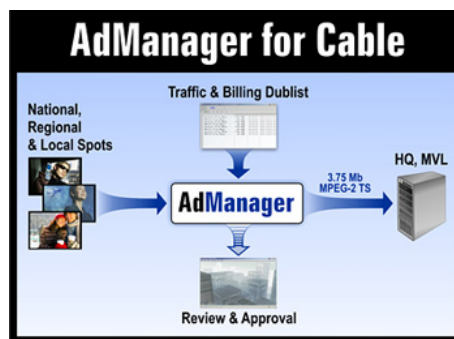 AdManager for Cable
Traffic & Billing Dublist
National,
Regional
& Local Spots
HQ, MVL
3.75 Mb
MPEG-2 TS
AdManager
Review & Approval